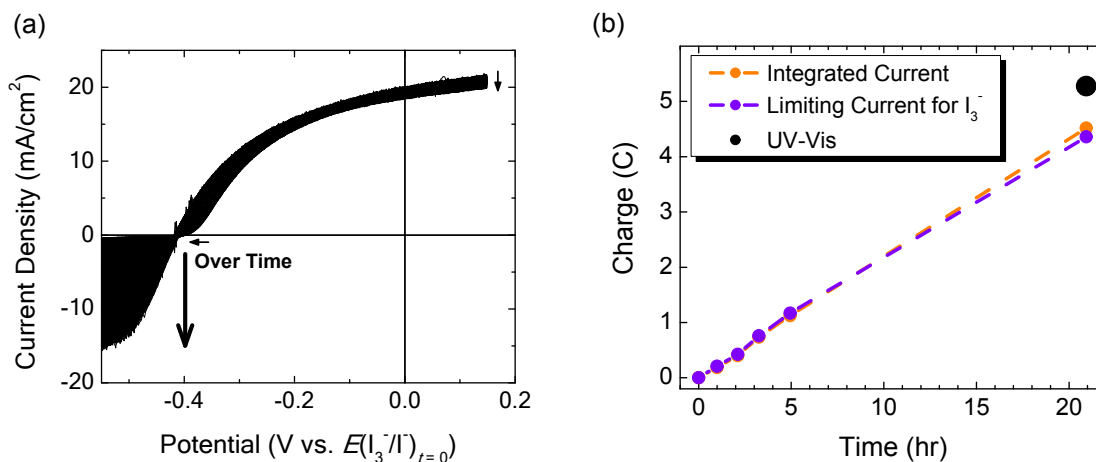 (a)
20
10
0
-10
-20
-0.4
-0.2
0.0
0.2
Current Density (mA/cm²)
Over Time
Potential (V vs. E(I₃⁻/I⁻)ₜ₌₀)
(b)
Integrated Current
Limiting Current for I₃⁻
UV-Vis
5
4
3
2
1
0
0
5
10
15
20
Charge (C)
Time (hr)